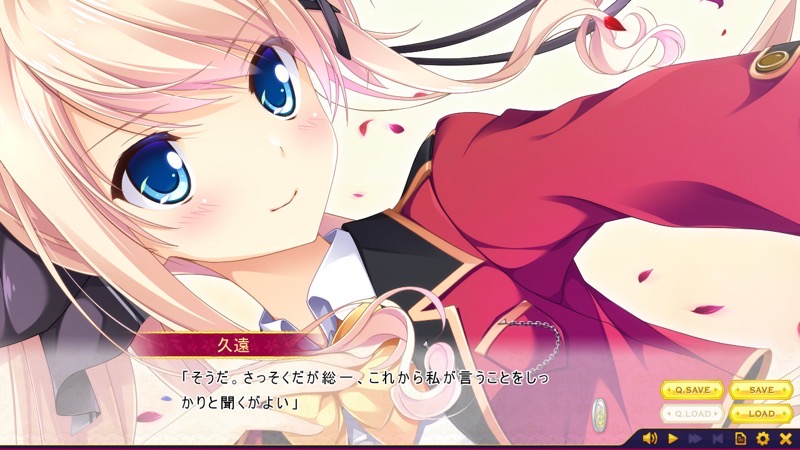 久遠
「そうだ。さっそくだが総一、これから私が言うことをしっ
かりと聞くがよい」
Q.SAVE
SAVE
Q.LOAD
LOAD